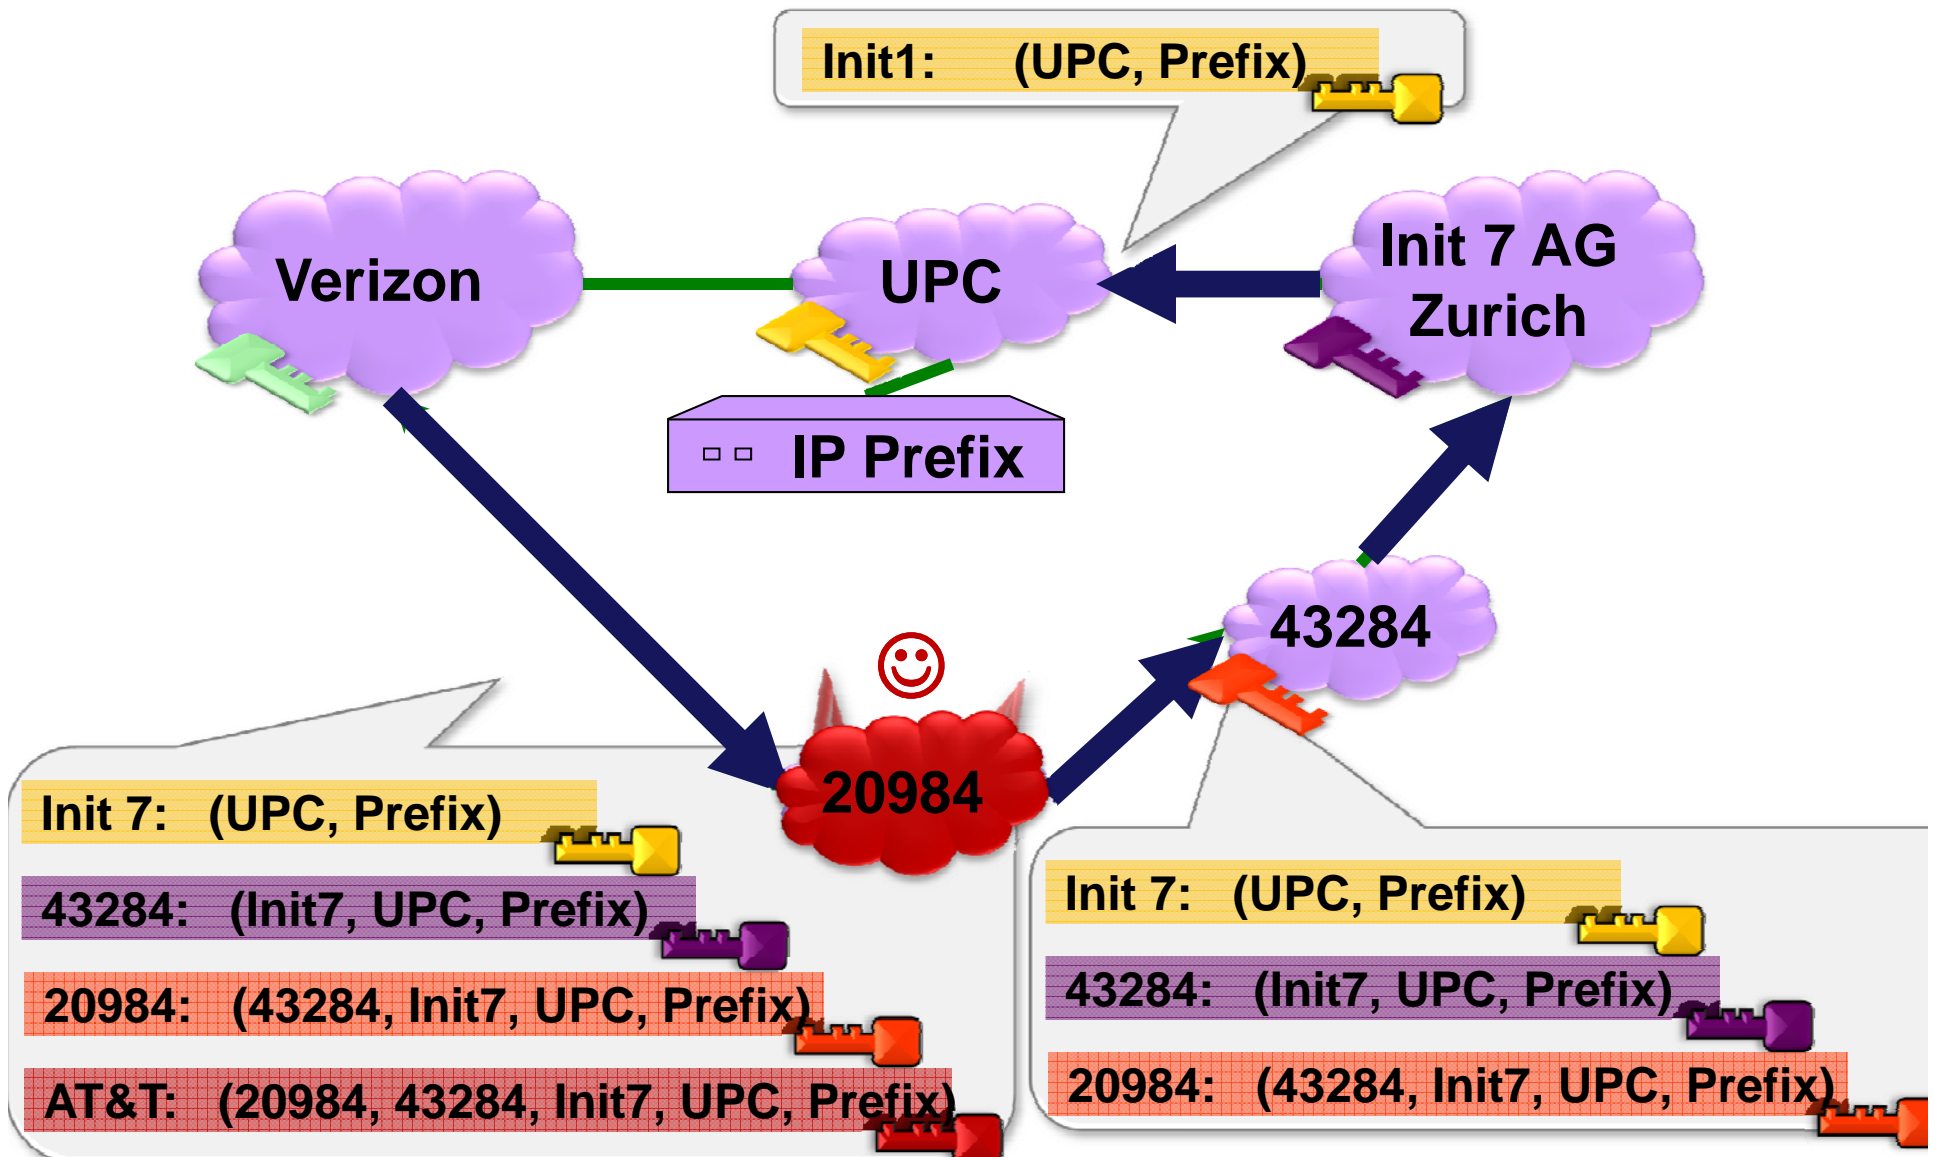 Init1: (UPC, Prefix)
Verizon
UPC
Init 7 AG
Zurich
IP Prefix
43284
20984
Init 7: (UPC, Prefix)
43284: (Init7, UPC, Prefix)
20984: (43284, Init7, UPC, Prefix)
AT&T: (20984, 43284, Init7, UPC, Prefix)
Init 7: (UPC, Prefix)
43284: (Init7, UPC, Prefix)
20984: (43284, Init7, UPC, Prefix)